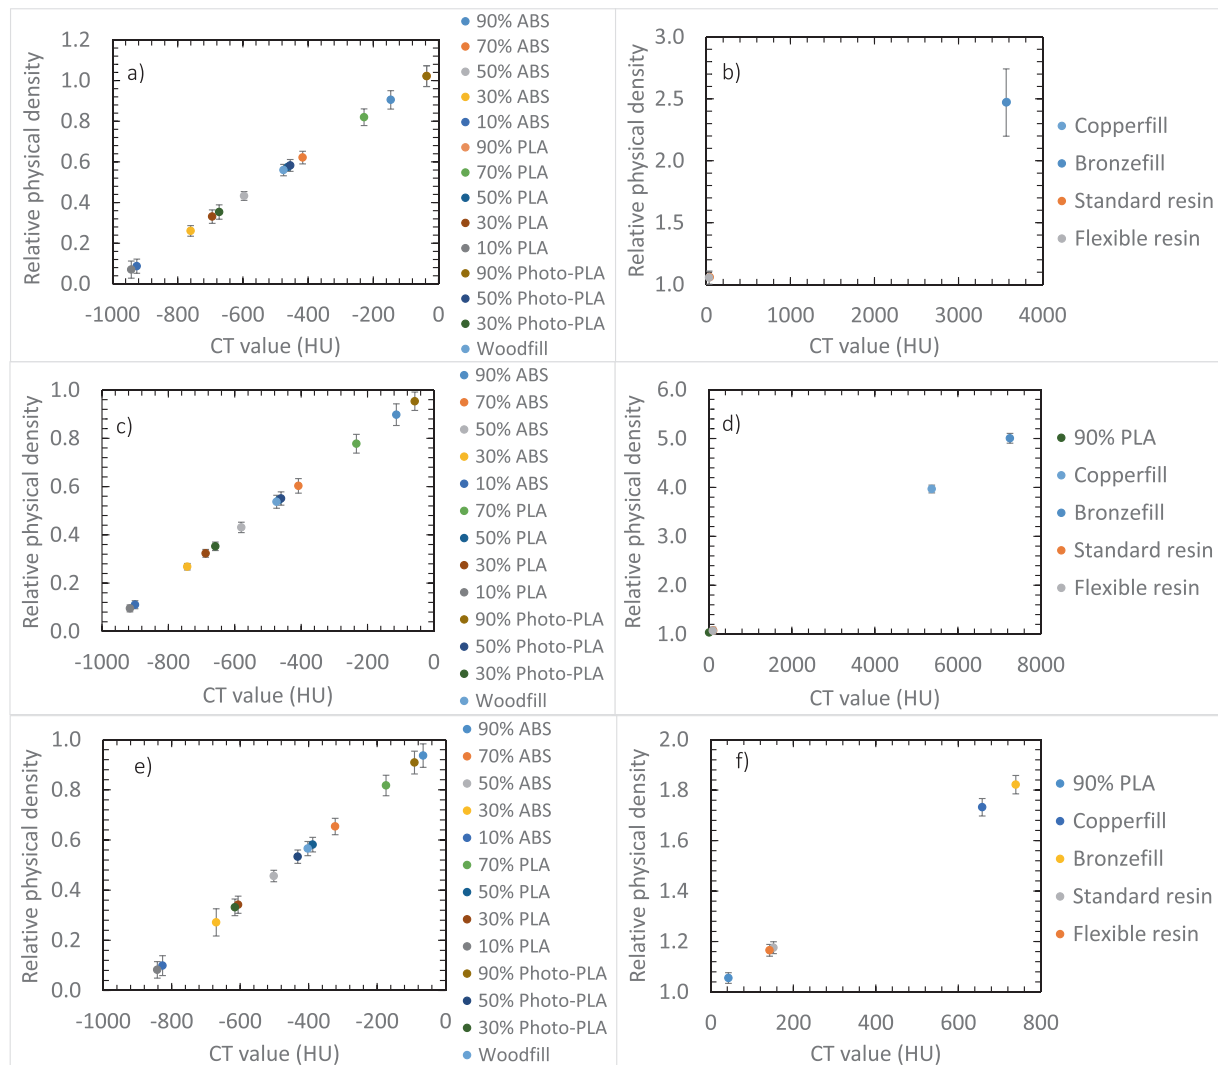 a)
Relative physical density
1.2
1.0
0.8
0.6
0.4
0.2
0.0
-1000 -800 -600 -400 -200 0
CT value (HU)
90% ABS
70% ABS
50% ABS
30% ABS
10% ABS
90% PLA
70% PLA
50% PLA
30% PLA
10% PLA
90% Photo-PLA
50% Photo-PLA
30% Photo-PLA
Woodfill
b)
Relative physical density
3.0
2.5
2.0
1.5
1.0
0 1000 2000 3000 4000
CT value (HU)
Copperfill
Bronzefill
Standard resin
Flexible resin
c)
Relative physical density
1.0
0.8
0.6
0.4
0.2
0.0
-1000 -800 -600 -400 -200 0
CT value (HU)
90% ABS
70% ABS
50% ABS
30% ABS
10% ABS
70% PLA
50% PLA
30% PLA
10% PLA
90% Photo-PLA
50% Photo-PLA
30% Photo-PLA
Woodfill
d)
Relative physical density
6.0
5.0
4.0
3.0
2.0
1.0
0 2000 4000 6000 8000
CT value (HU)
90% PLA
Copperfill
Bronzefill
Standard resin
Flexible resin
e)
Relative physical density
1.0
0.8
0.6
0.4
0.2
0.0
-1000 -800 -600 -400 -200 0
CT value (HU)
90% ABS
70% ABS
50% ABS
30% ABS
10% ABS
70% PLA
50% PLA
30% PLA
10% PLA
90% Photo-PLA
50% Photo-PLA
30% Photo-PLA
Woodfill
f)
Relative physical density
2.0
1.8
1.6
1.4
1.2
1.0
0 200 400 600 800
CT value (HU)
90% PLA
Copperfill
Bronzefill
Standard resin
Flexible resin